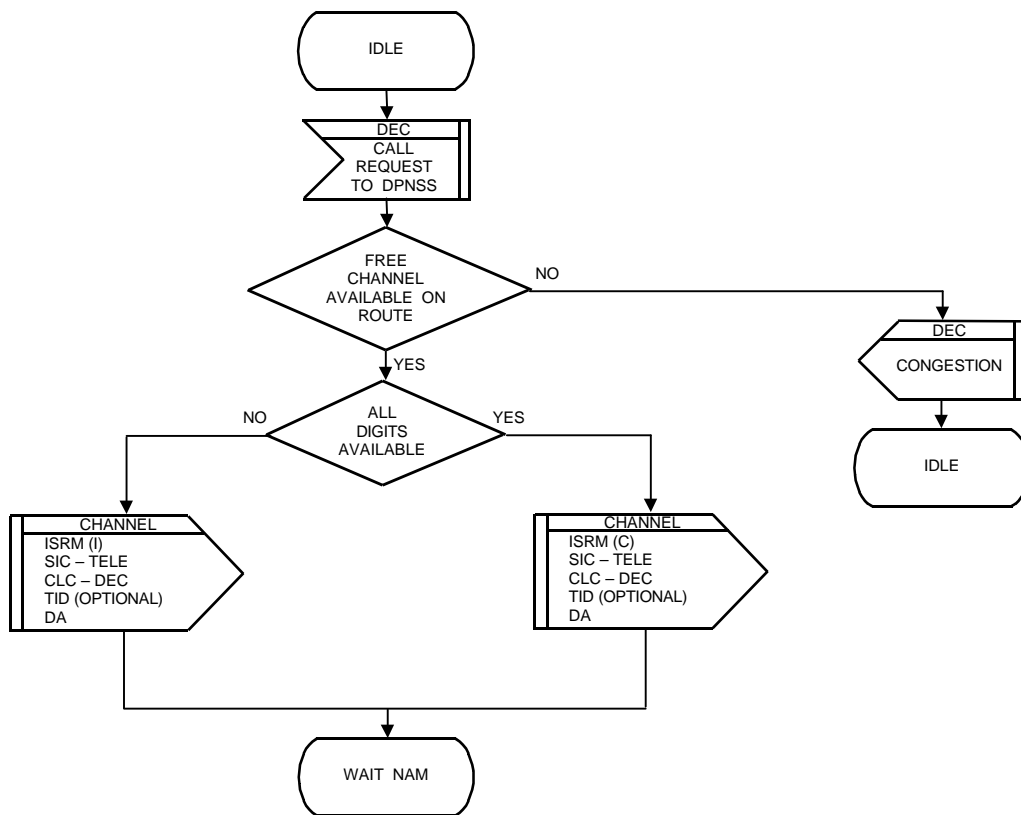 IDLE
DEC
CALL
REQUEST
TO DPNSS
FREE
CHANNEL
AVAILABLE ON
ROUTE
NO
YES
DEC
CONGESTION
IDLE
ALL
DIGITS
AVAILABLE
NO
YES
CHANNEL
ISRM (I)
SIC – TELE
CLC – DEC
TID (OPTIONAL)
DA
CHANNEL
ISRM (C)
SIC – TELE
CLC – DEC
TID (OPTIONAL)
DA
WAIT NAM